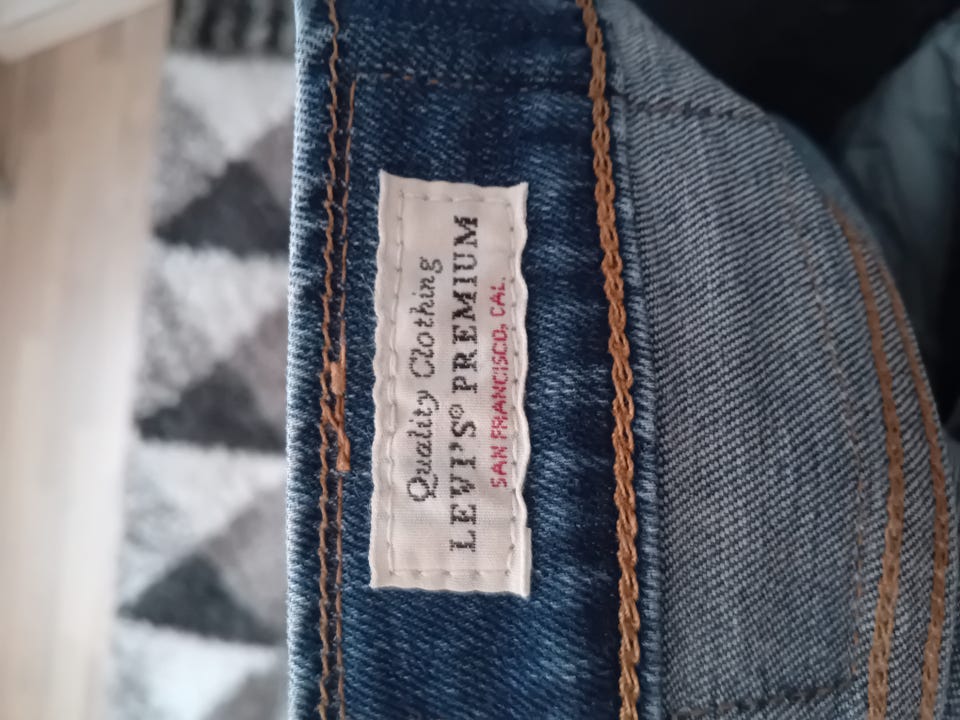 Quality Clothing
LEVI'S® PREMIUM
SAN FRANCISCO, CAL.